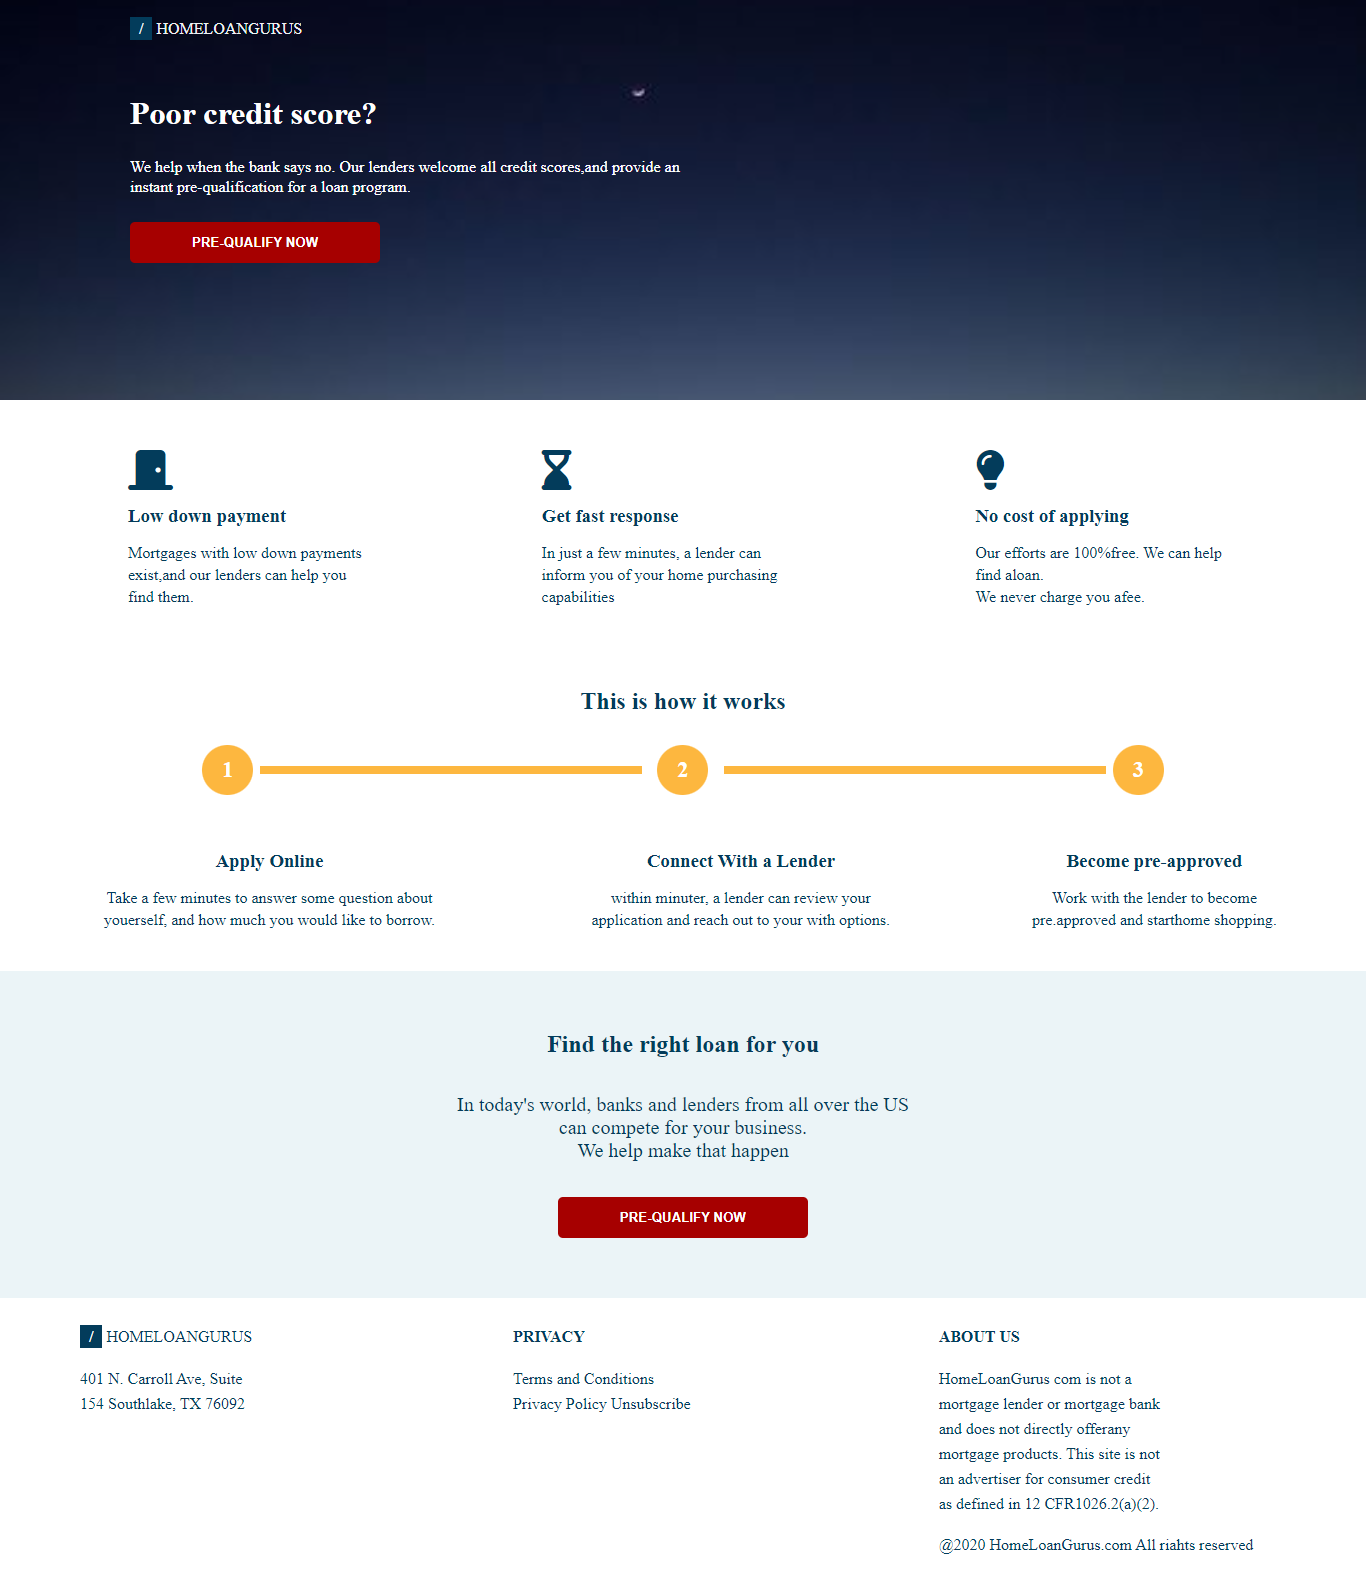 / HOMELOANGURUS
Poor credit score?
We help when the bank says no. Our lenders welcome all credit scores,and provide an
instant pre-qualification for a loan program.
PRE-QUALIFY NOW
Low down payment
Mortgages with low down payments
exist,and our lenders can help you
find them.
Get fast response
In just a few minutes, a lender can
inform you of your home purchasing
capabilities
No cost of applying
Our efforts are 100%free. We can help
find aloan.
We never charge you afee.
This is how it works
1
2
3
Apply Online
Take a few minutes to answer some question about
youerself, and how much you would like to borrow.
Connect With a Lender
within minuter, a lender can review your
application and reach out to your with options.
Become pre-approved
Work with the lender to become
pre.approved and starthome shopping.
Find the right loan for you
In today's world, banks and lenders from all over the US
can compete for your business.
We help make that happen
PRE-QUALIFY NOW
/ HOMELOANGURUS
401 N. Carroll Ave, Suite
154 Southlake, TX 76092
PRIVACY
Terms and Conditions
Privacy Policy Unsubscribe
ABOUT US
HomeLoanGurus com is not a
mortgage lender or mortgage bank
and does not directly offerany
mortgage products. This site is not
an advertiser for consumer credit
as defined in 12 CFR1026.2(a)(2).
@2020 HomeLoanGurus.com All riahts reserved